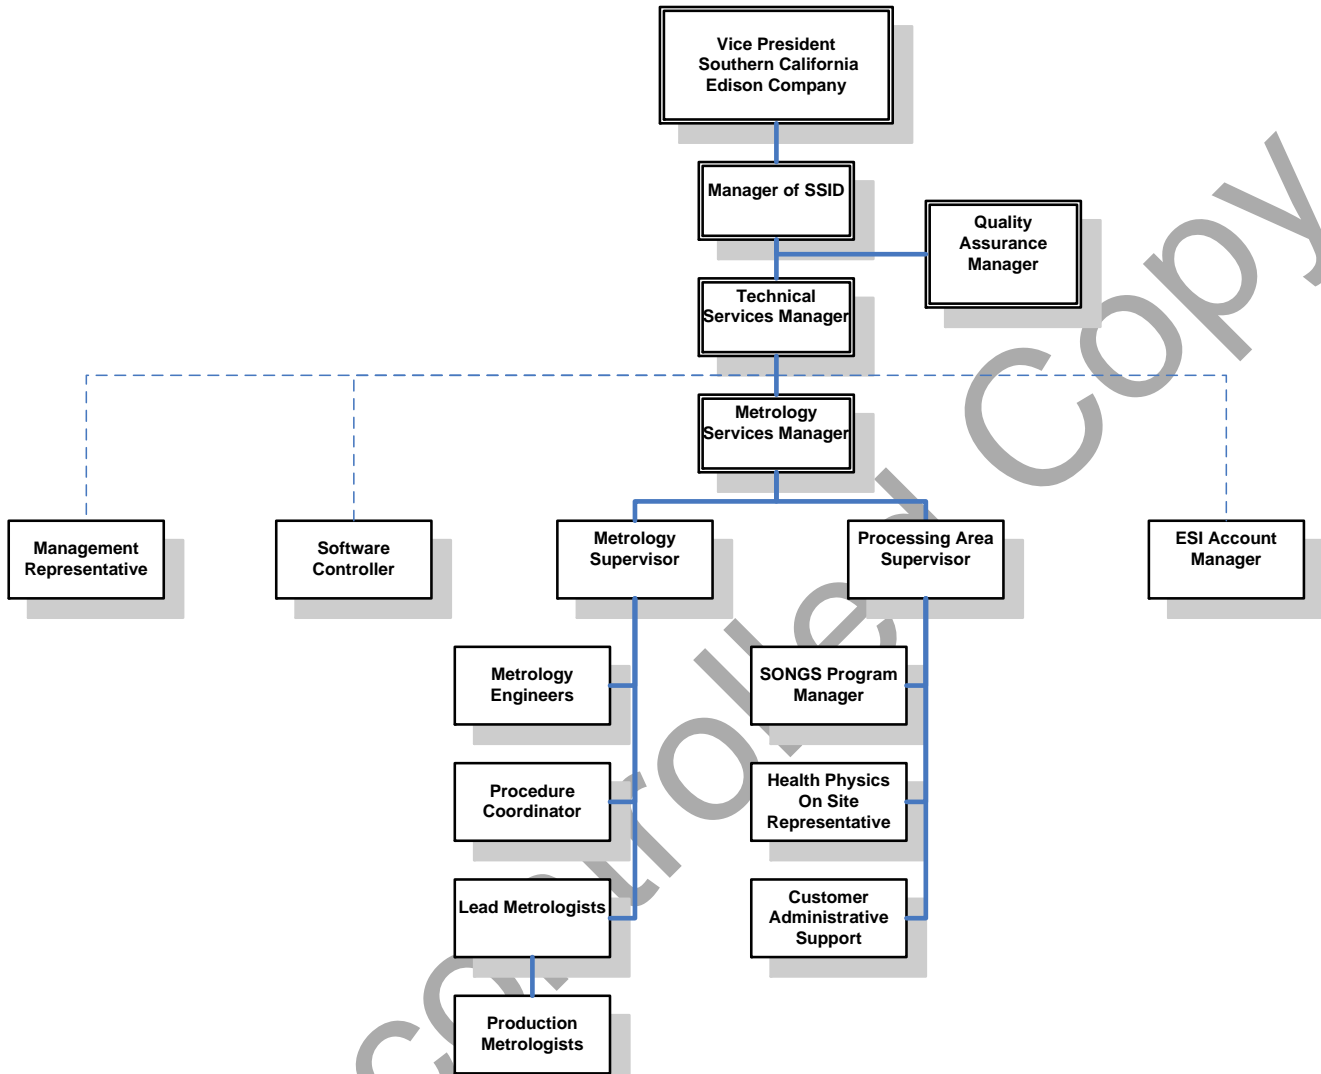 Vice President
Southern California
Edison Company
Manager of SSID
Quality
Assurance
Manager
Technical
Services Manager
Metrology
Services Manager
Management
Representative
Software
Controller
Metrology
Supervisor
Processing Area
Supervisor
ESI Account
Manager
Metrology
Engineers
SONGS Program
Manager
Procedure
Coordinator
Health Physics
On Site
Representative
Lead Metrologists
Customer
Administrative
Support
Production
Metrologists
controlled Copy